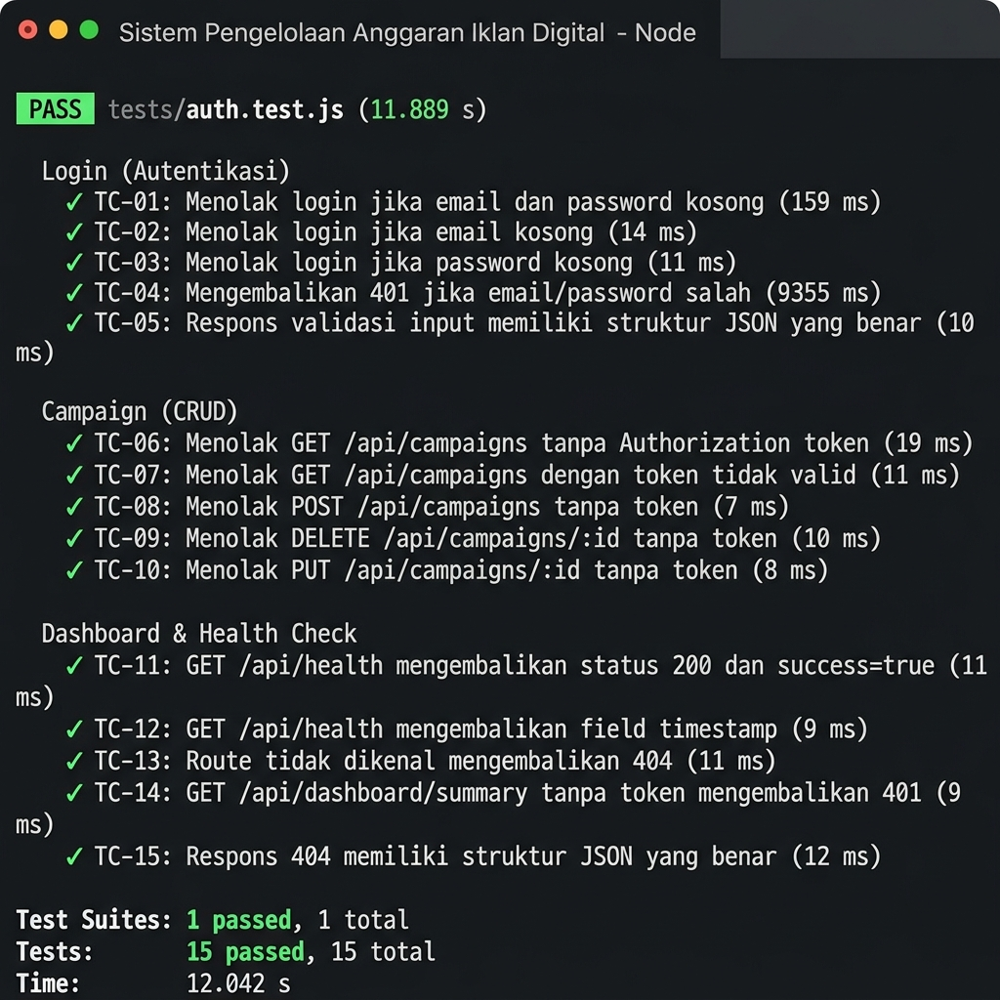 Sistem Pengelolaan Anggaran Iklan Digital - Node
PASS tests/auth.test.js (11.889 s)
Login (Autentikasi)
✓ TC-01: Menolak login jika email dan password kosong (159 ms)
✓ TC-02: Menolak login jika email kosong (14 ms)
✓ TC-03: Menolak login jika password kosong (11 ms)
✓ TC-04: Mengembalikan 401 jika email/password salah (9355 ms)
✓ TC-05: Respons validasi input memiliki struktur JSON yang benar (10
ms)
Campaign (CRUD)
✓ TC-06: Menolak GET /api/campaigns tanpa Authorization token (19 ms)
✓ TC-07: Menolak GET /api/campaigns dengan token tidak valid (11 ms)
✓ TC-08: Menolak POST /api/campaigns tanpa token (7 ms)
✓ TC-09: Menolak DELETE /api/campaigns/:id tanpa token (10 ms)
✓ TC-10: Menolak PUT /api/campaigns/:id tanpa token (8 ms)
Dashboard & Health Check
✓ TC-11: GET /api/health mengembalikan status 200 dan success=true (11
ms)
✓ TC-12: GET /api/health mengembalikan field timestamp (9 ms)
✓ TC-13: Route tidak dikenal mengembalikan 404 (11 ms)
✓ TC-14: GET /api/dashboard/summary tanpa token mengembalikan 401 (9
ms)
✓ TC-15: Respons 404 memiliki struktur JSON yang benar (12 ms)
Test Suites: 1 passed, 1 total
Tests: 15 passed, 15 total
Time: 12.042 s